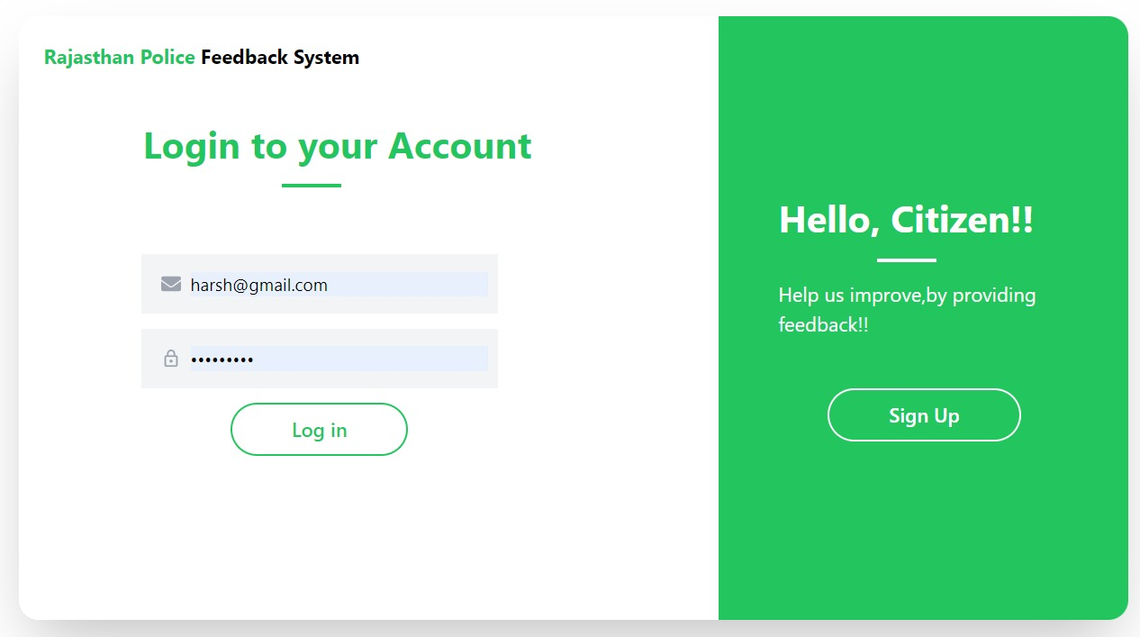 Rajasthan Police Feedback System
Login to your Account
harsh@gmail.com
•••••••••
Log in
Hello, Citizen!!
Help us improve,by providing
feedback!!
Sign Up